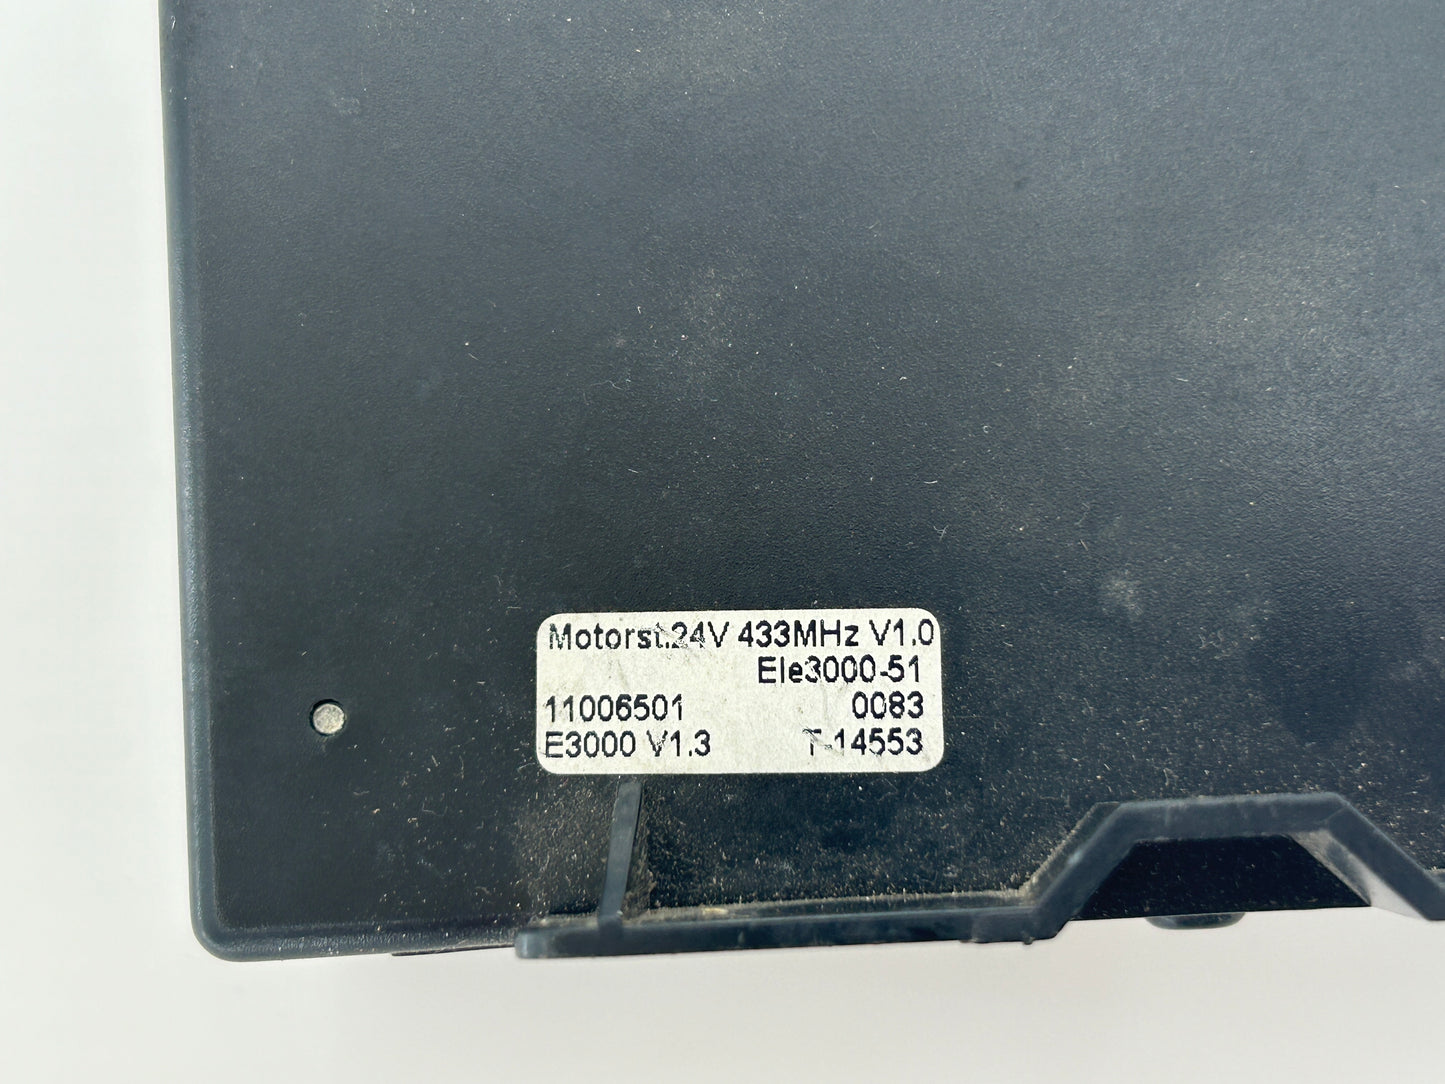 Motorst.24V 433MHz V1.0
Ele3000-51
11006501 0083
E3000 V1.3 T-14553